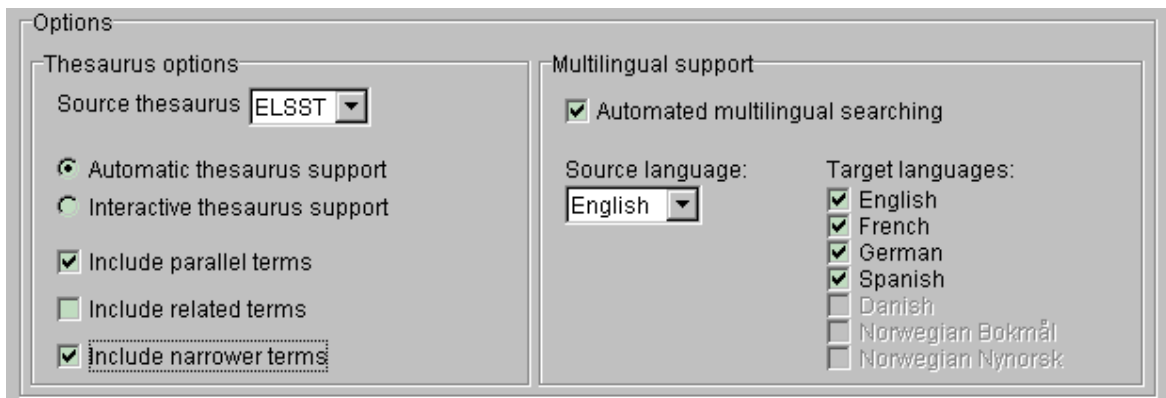 Options
Thesaurus options
Source thesaurus ELSST
Automatic thesaurus support
Interactive thesaurus support
Include parallel terms
Include related terms
Include narrower terms
Multilingual support
Automated multilingual searching
Source language:
English
Target languages:
English
French
German
Spanish
Danish
Norwegian Bokmål
Norwegian Nynorsk